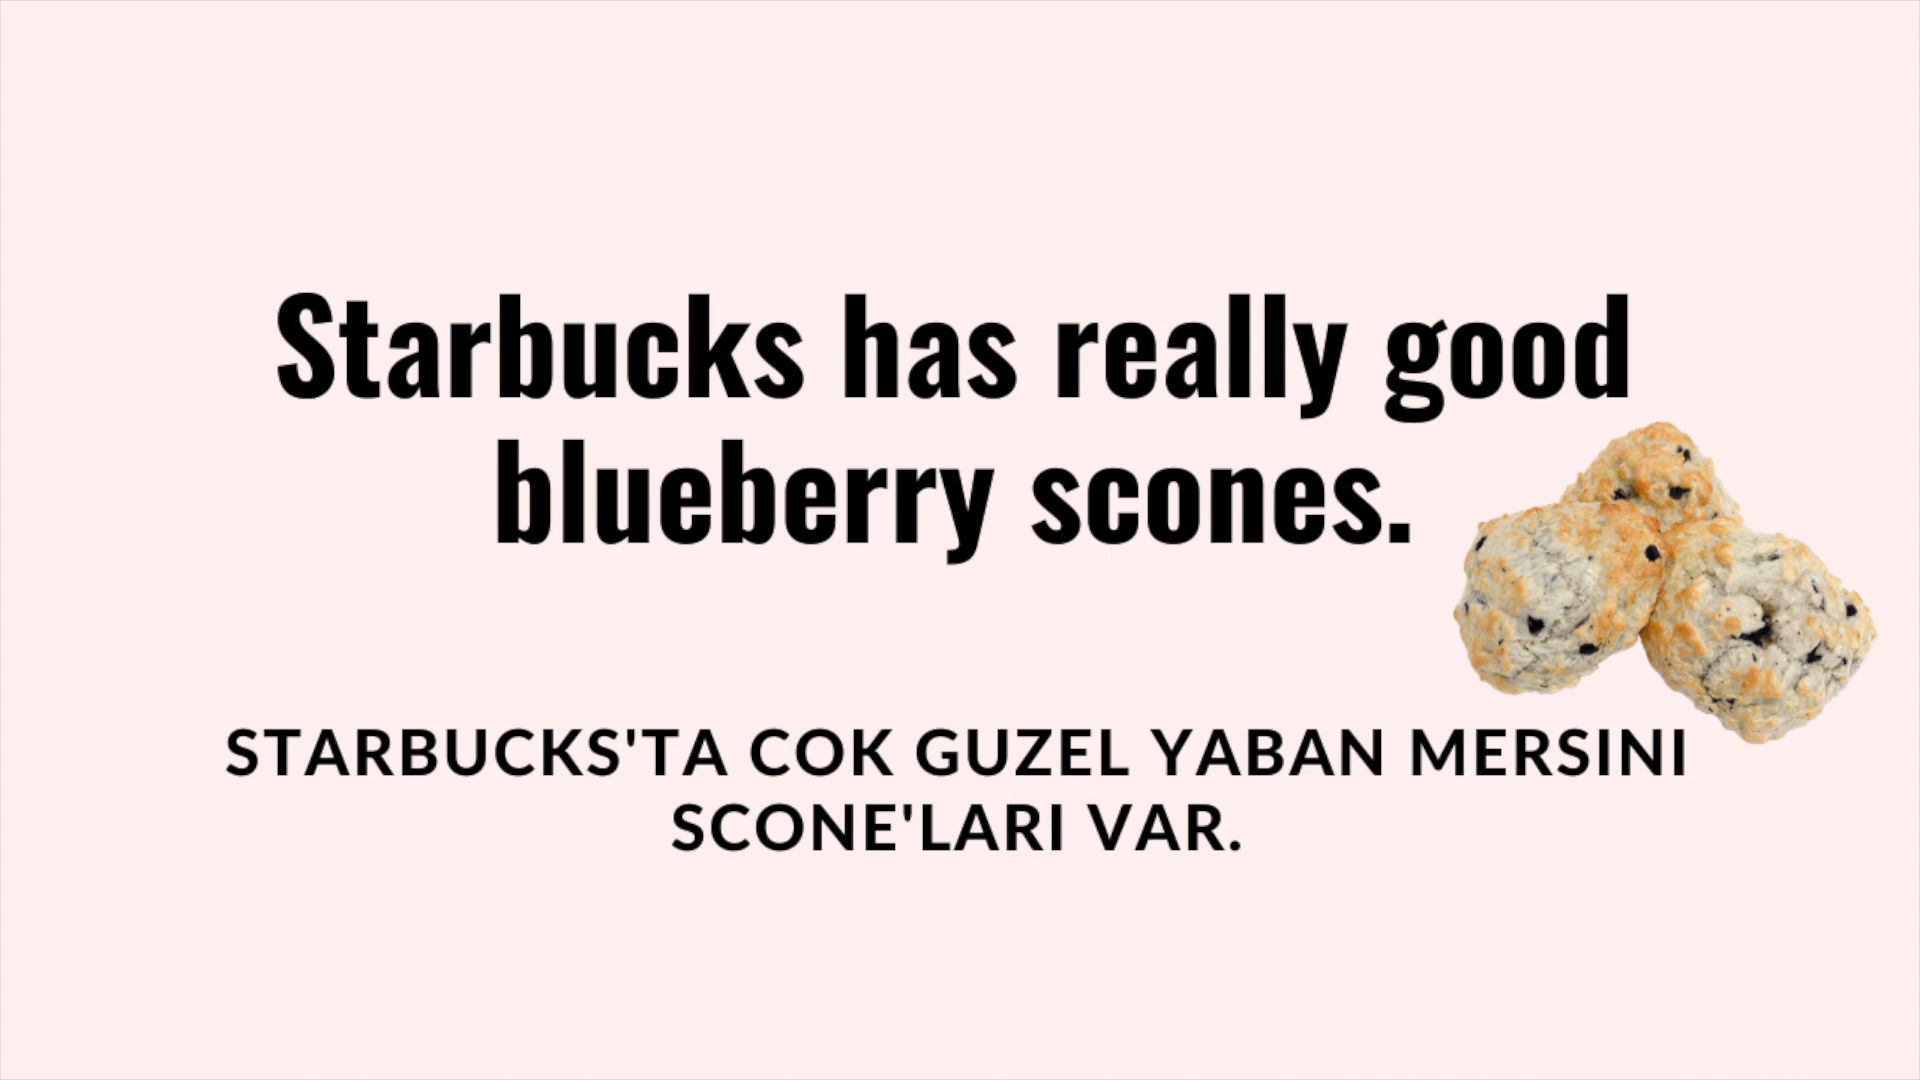 Starbucks has really good
blueberry scones.
STARBUCKS'TA COK GUZEL YABAN MERSINI
SCONE'LARI VAR.